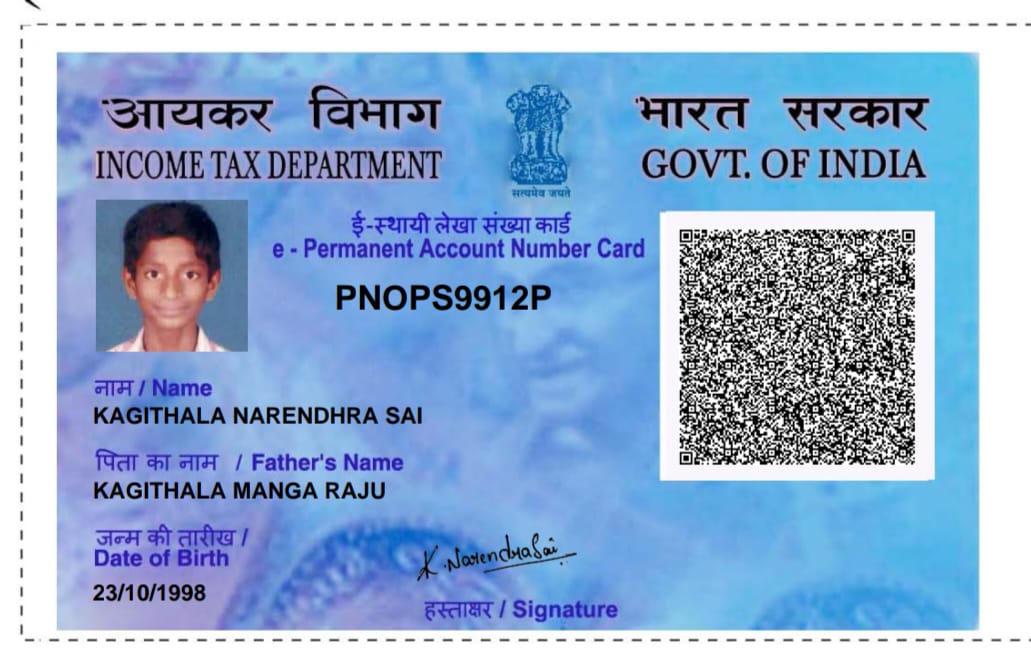 आयकर विभाग
INCOME TAX DEPARTMENT
सत्यमेव जयते
भारत सरकार
GOVT. OF INDIA
ई-स्थायी लेखा संख्या कार्ड
e - Permanent Account Number Card
PNOPS9912P
नाम / Name
KAGITHALA NARENDHRA SAI
पिता का नाम / Father's Name
KAGITHALA MANGA RAJU
जन्म की तारीख /
Date of Birth
23/10/1998
K.NarendraSai
हस्ताक्षर / Signature